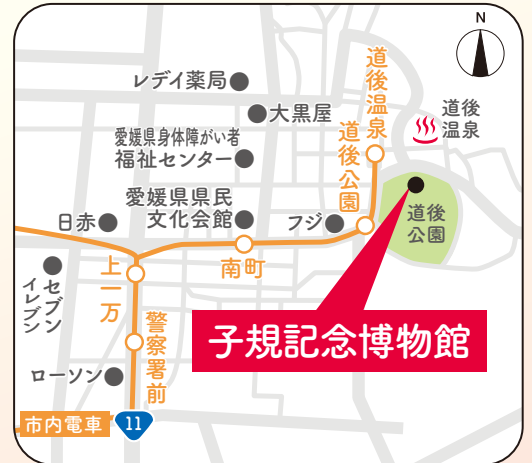 N
レデイ薬局
大黒屋
道後温泉
道後
温泉
愛媛県身体障がい者
福祉センター
道後公園
愛媛県県民
文化会館
日赤
フジ
道後
公園
南町
上一万
セブン
イレブン
警察署前
子規記念博物館
ローソン
市内電車
11